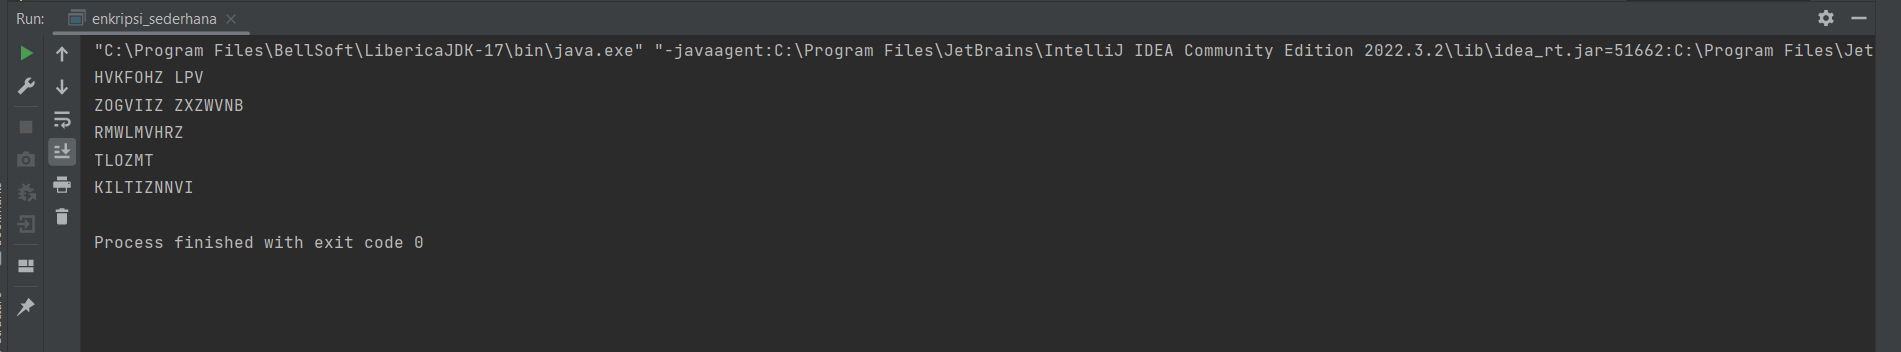 Run: enkripsi_sederhana
"C:\Program Files\BellSoft\LibericaJDK-17\bin\java.exe" "-javaagent:C:\Program Files\JetBrains\IntelliJ IDEA Community Edition 2022.3.2\lib\idea_rt.jar=51662:C:\Program Files\Jet
HVKFOHZ LPV
ZOGVIIZ ZXZWVNB
RMWLMVHRZ
TLOZMT
KILTIZNNVI
Process finished with exit code 0